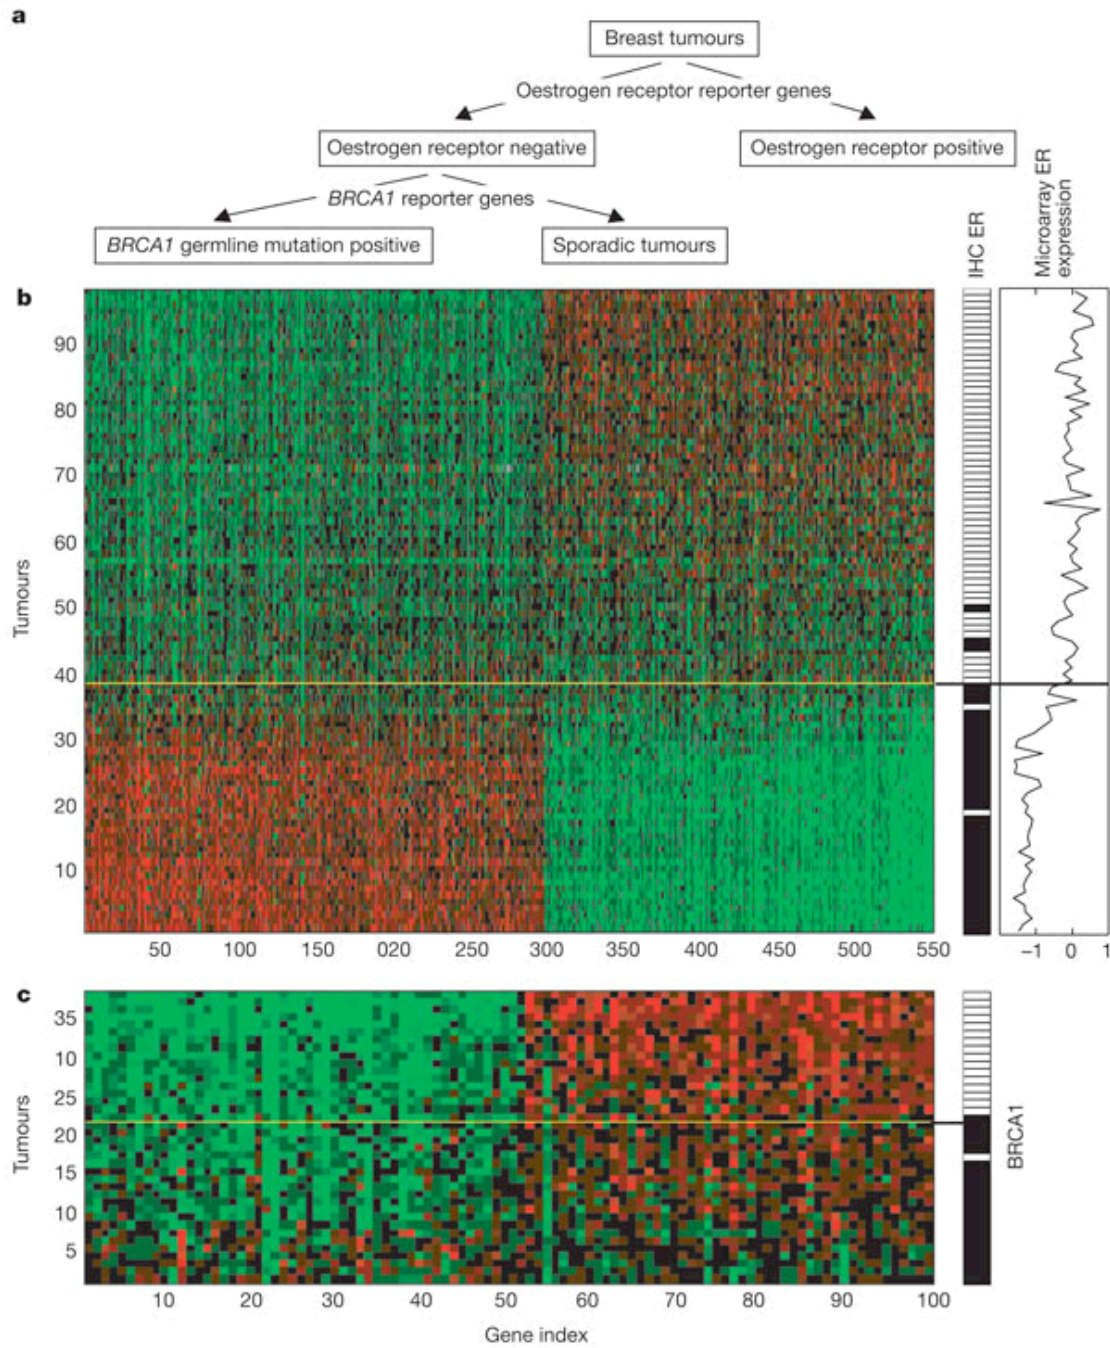 a
Breast tumours
Oestrogen receptor reporter genes
Oestrogen receptor negative
Oestrogen receptor positive
BRCA1 reporter genes
BRCA1 germline mutation positive
Sporadic tumours
IHC ER
Microarray ER
expression
b
90
80
70
60
50
40
30
20
10
Tumours
50 100 150 020 250 300 350 400 450 500 550
−1 0 1
c
35
10
25
20
15
10
5
Tumours
BRCA1
10 20 30 40 50 60 70 80 90 100
Gene index